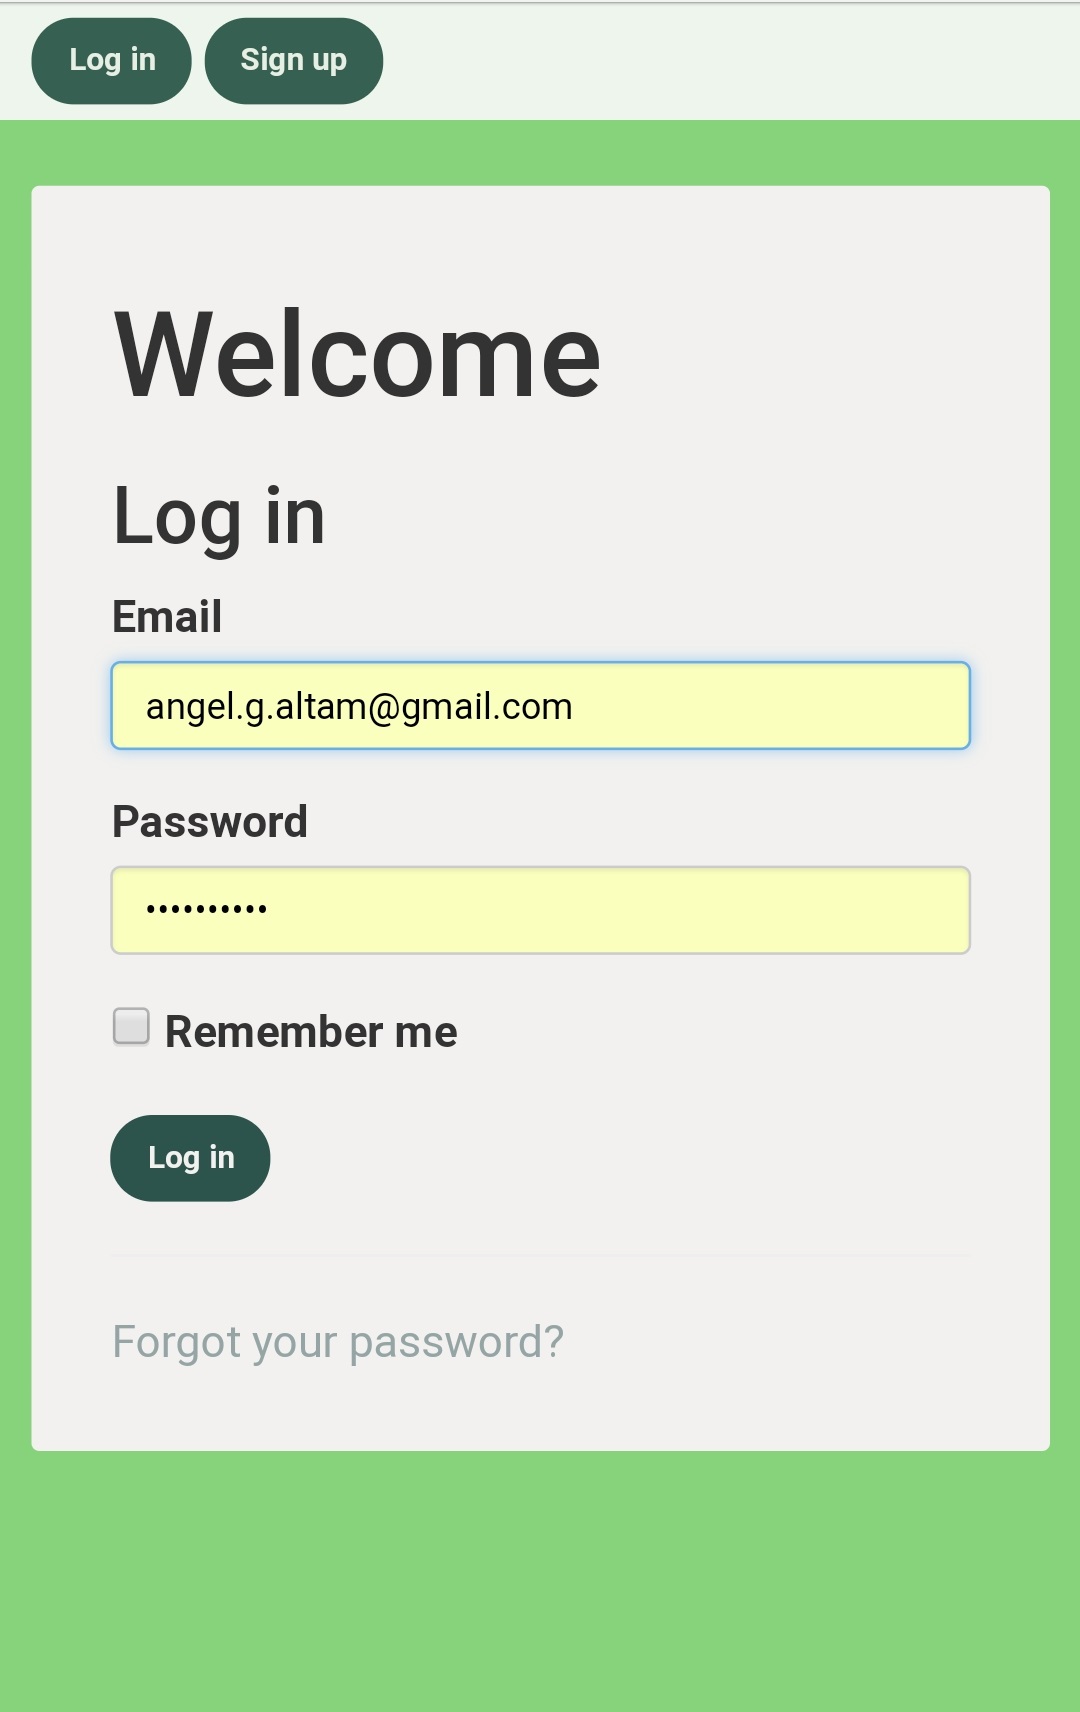 Log in Sign up
Welcome
Log in
Email
angel.g.altam@gmail.com
Password
••••••••••
Remember me
Log in
Forgot your password?